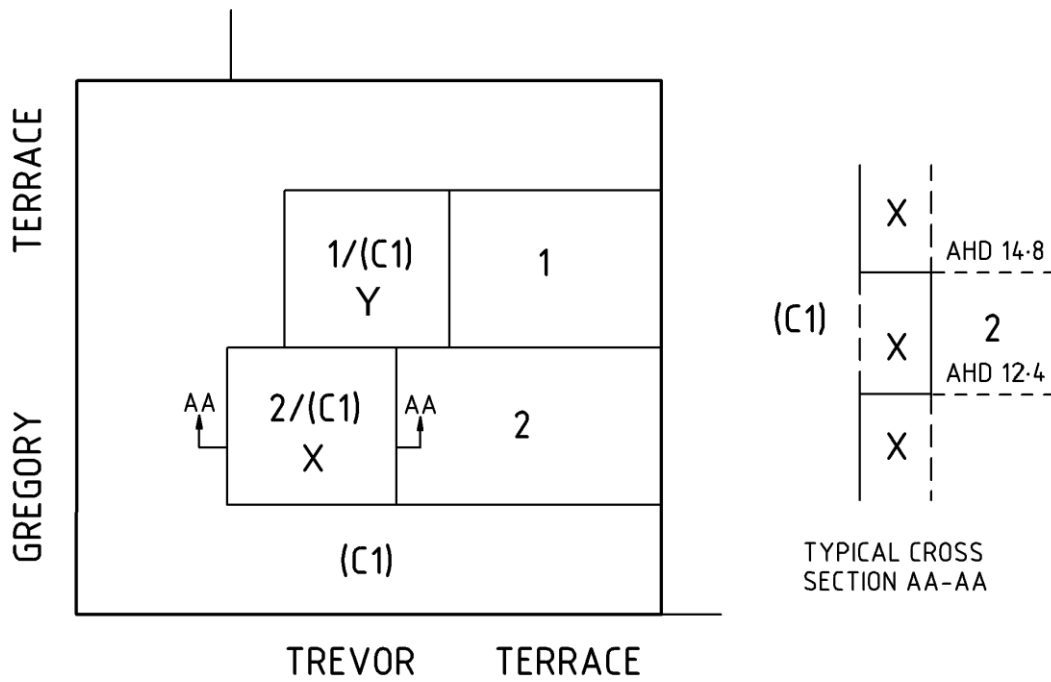 TERRACE
GREGORY
1/(C1)
Y
1
AA
2/(C1)
X
AA
2
(C1)
TREVOR TERRACE
X
AHD 14·8
(C1)
X
2
AHD 12·4
X
TYPICAL CROSS
SECTION AA-AA